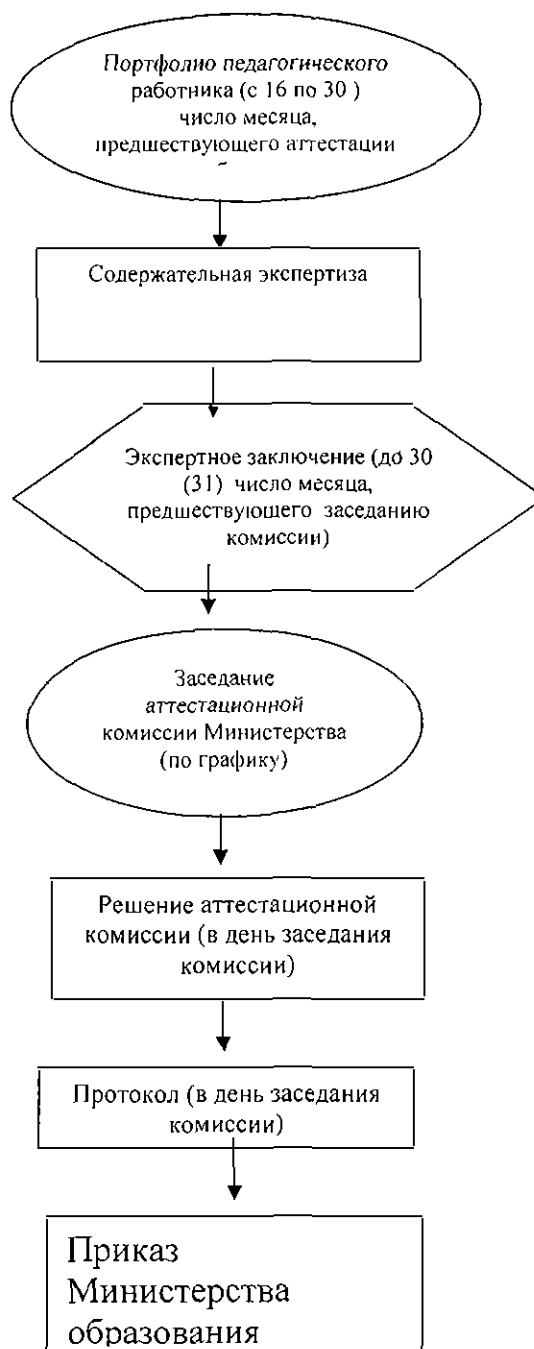 Портфолио педагогического
работника (с 16 по 30 )
число месяца,
предшествующего аттестации
Содержательная экспертиза
Экспертное заключение (до 30
(31) число месяца,
предшествующего заседанию
комиссии)
Заседание
аттестационной
комиссии Министерства
(по графику)
Решение аттестационной
комиссии (в день заседания
комиссии)
Протокол (в день заседания
комиссии)
Приказ
Министерства
образования